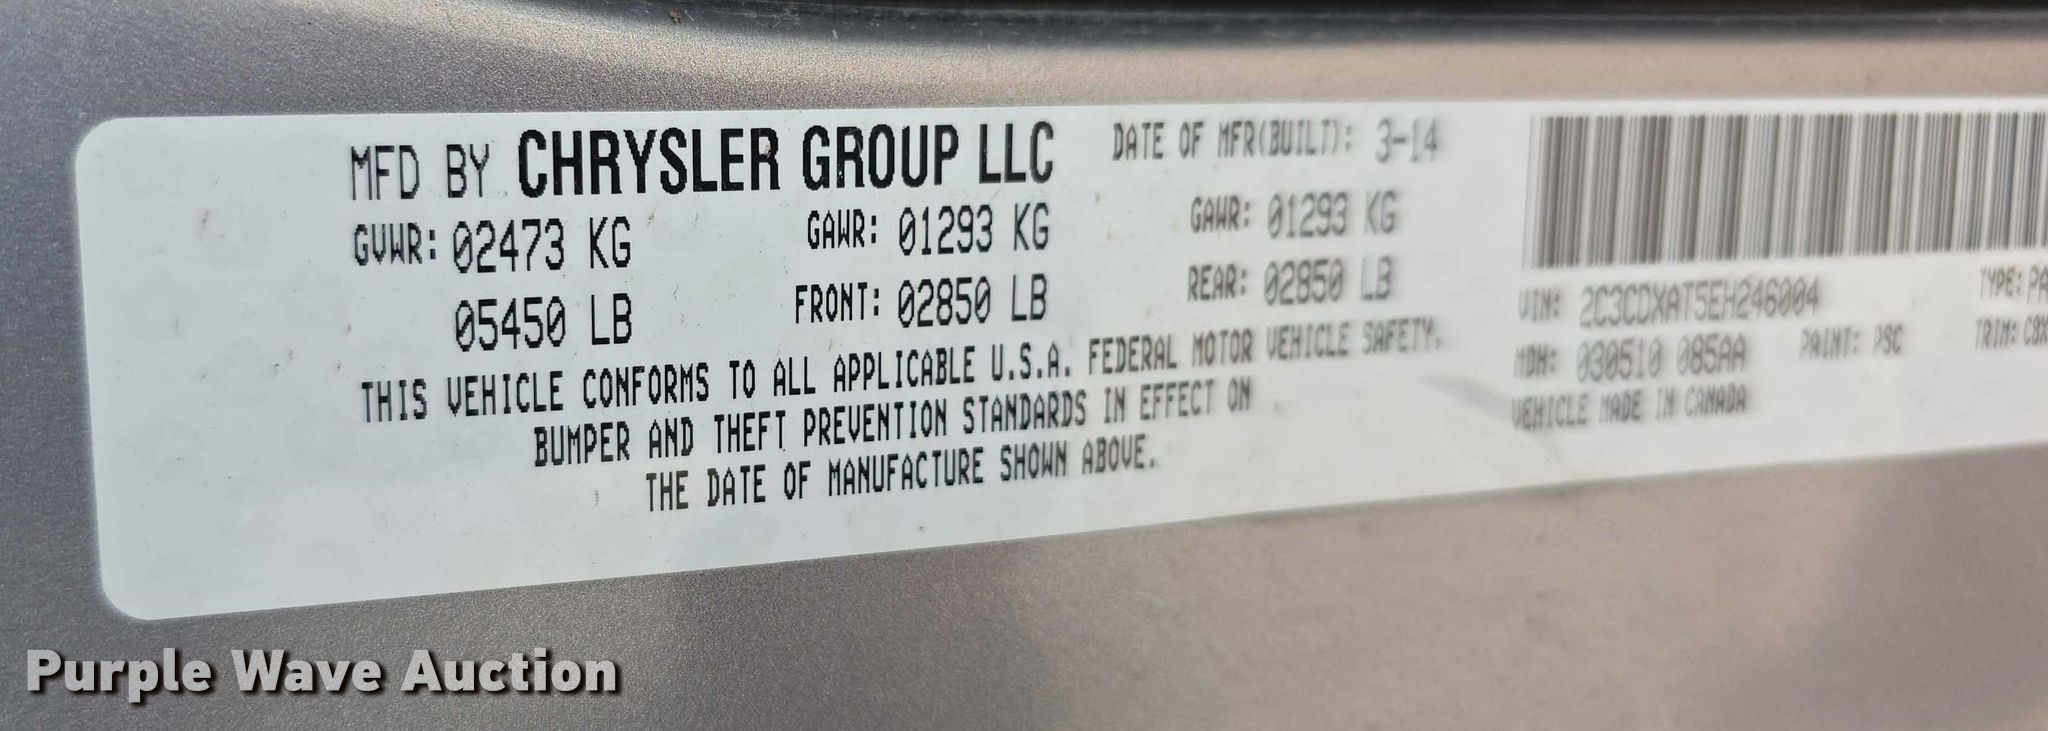 MFD BY CHRYSLER GROUP LLC DATE OF MFR(BUILT): 3-14
GVWR: 02473 KG GAWR: 01293 KG GAWR: 01293 KG
05450 LB FRONT: 02850 LB REAR: 02850 LB
THIS VEHICLE CONFORMS TO ALL APPLICABLE U.S.A. FEDERAL MOTOR VEHICLE SAFETY,
BUMPER AND THEFT PREVENTION STANDARDS IN EFFECT ON
THE DATE OF MANUFACTURE SHOWN ABOVE.
VIN: 2C3CDXAT5EH246004 TYPE:
MDH: 030510 085AA PAINT: PSC TRIM:
VEHICLE MADE IN CANADA
Purple Wave Auction